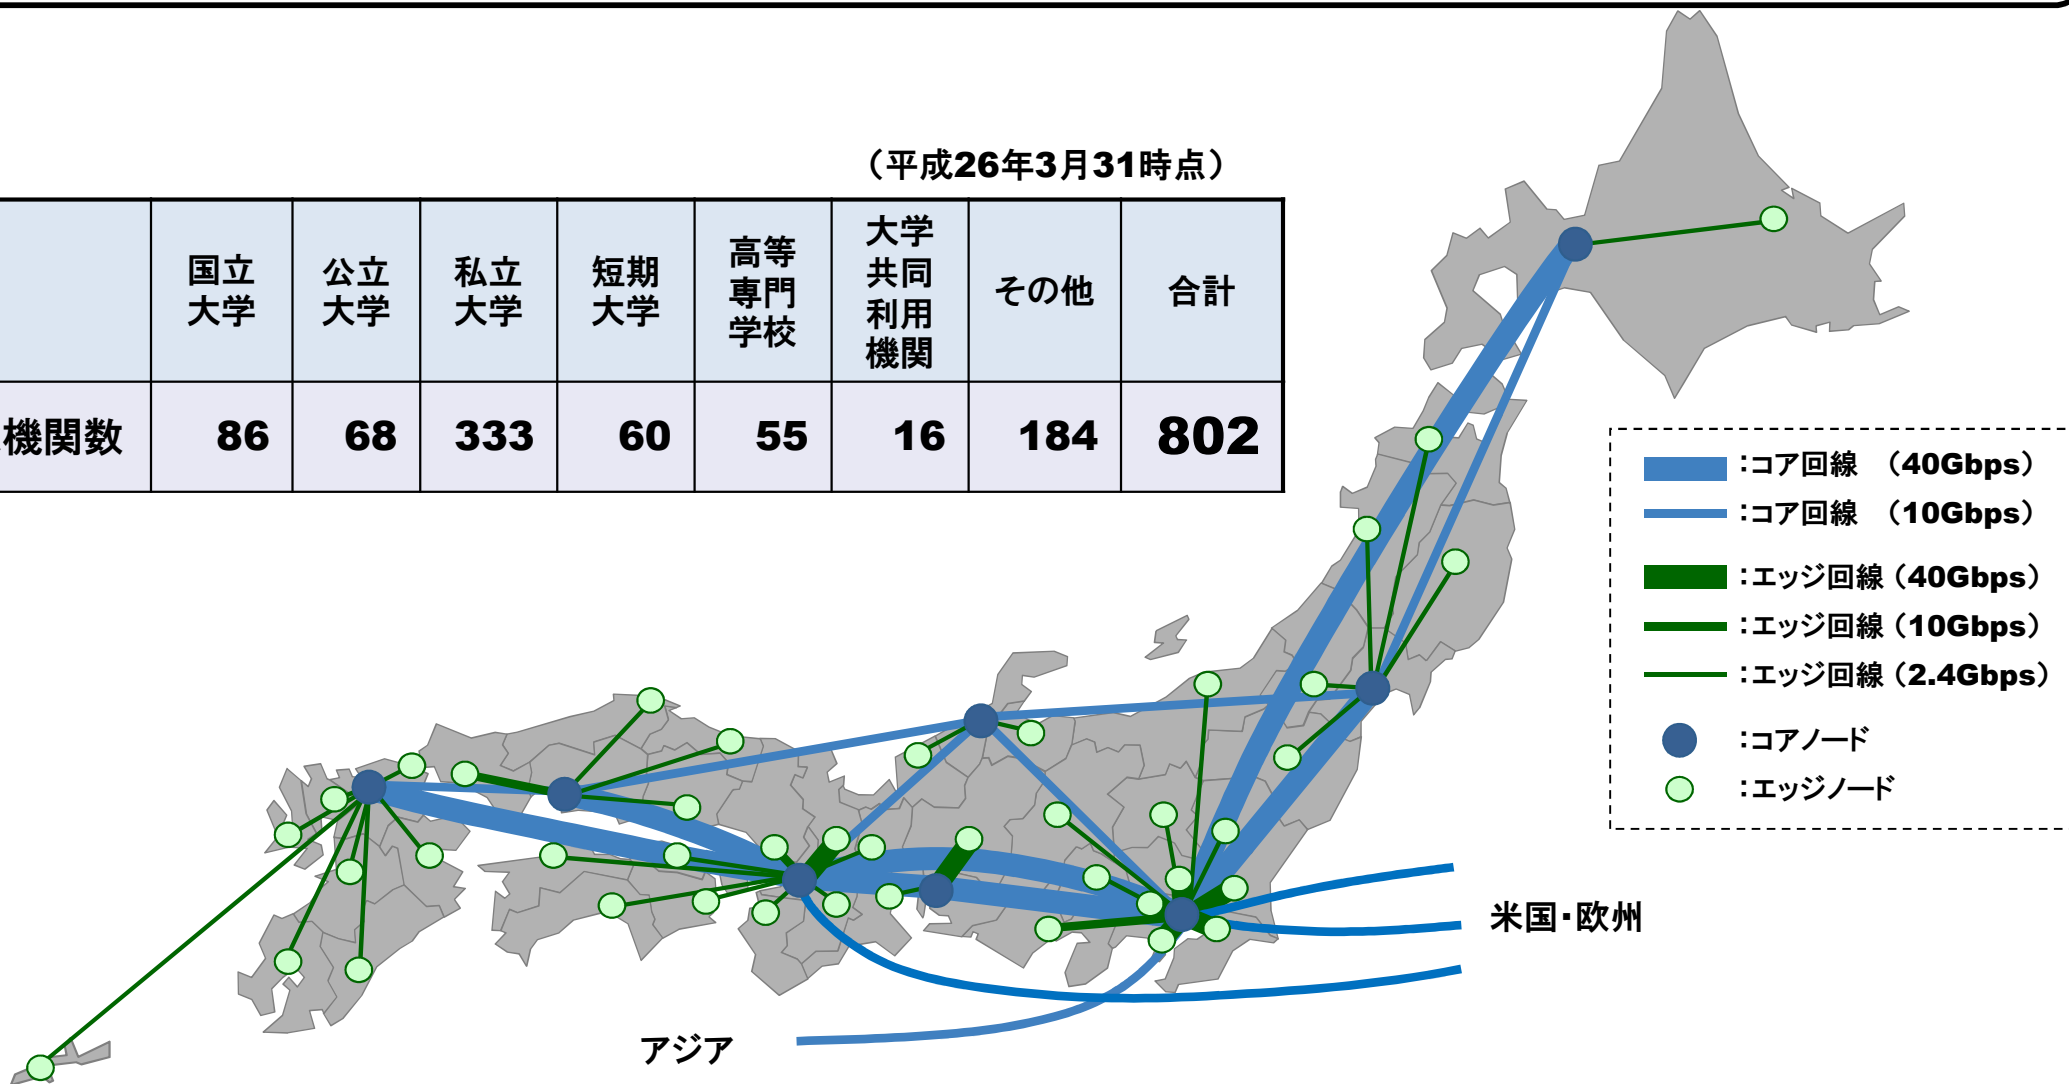 （平成26年3月31時点）
国立
大学
公立
大学
私立
大学
短期
大学
高等
専門
学校
大学
共同
利用
機関
その他
合計
機関数
86
68
333
60
55
16
184
802
：コア回線　（40Gbps）
：コア回線　（10Gbps）
：エッジ回線（40Gbps）
：エッジ回線（10Gbps）
：エッジ回線（2.4Gbps）
：コアノード
：エッジノード
米国・欧州
アジア